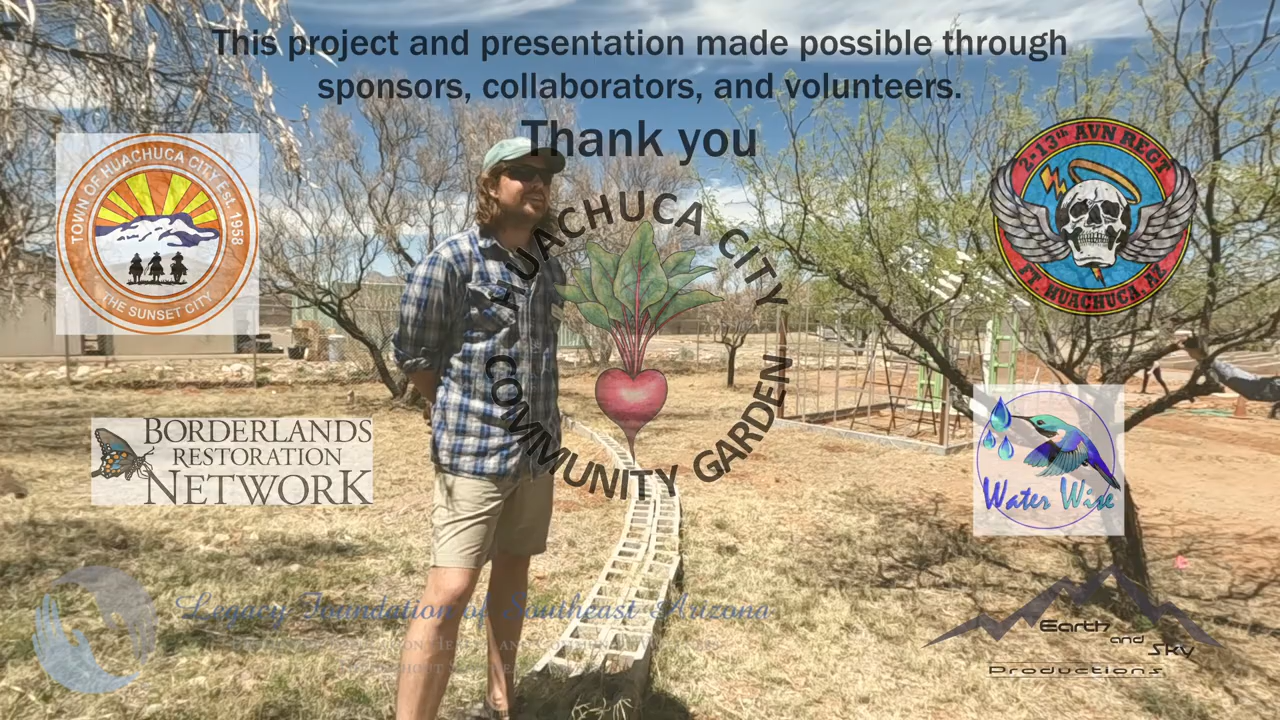 This project and presentation made possible through
sponsors, collaborators, and volunteers.
Thank you
TOWN OF HUACHUCA CITY Est. 1958
THE SUNSET CITY
HUACHUCA CITY
COMMUNITY GARDEN
2-13th AVN REGT
FT. HUACHUCA, AZ
BORDERLANDS
RESTORATION
NETWORK
Water Wise
Legacy Foundation of Southeast Arizona
Earth
and
Sky
Productions